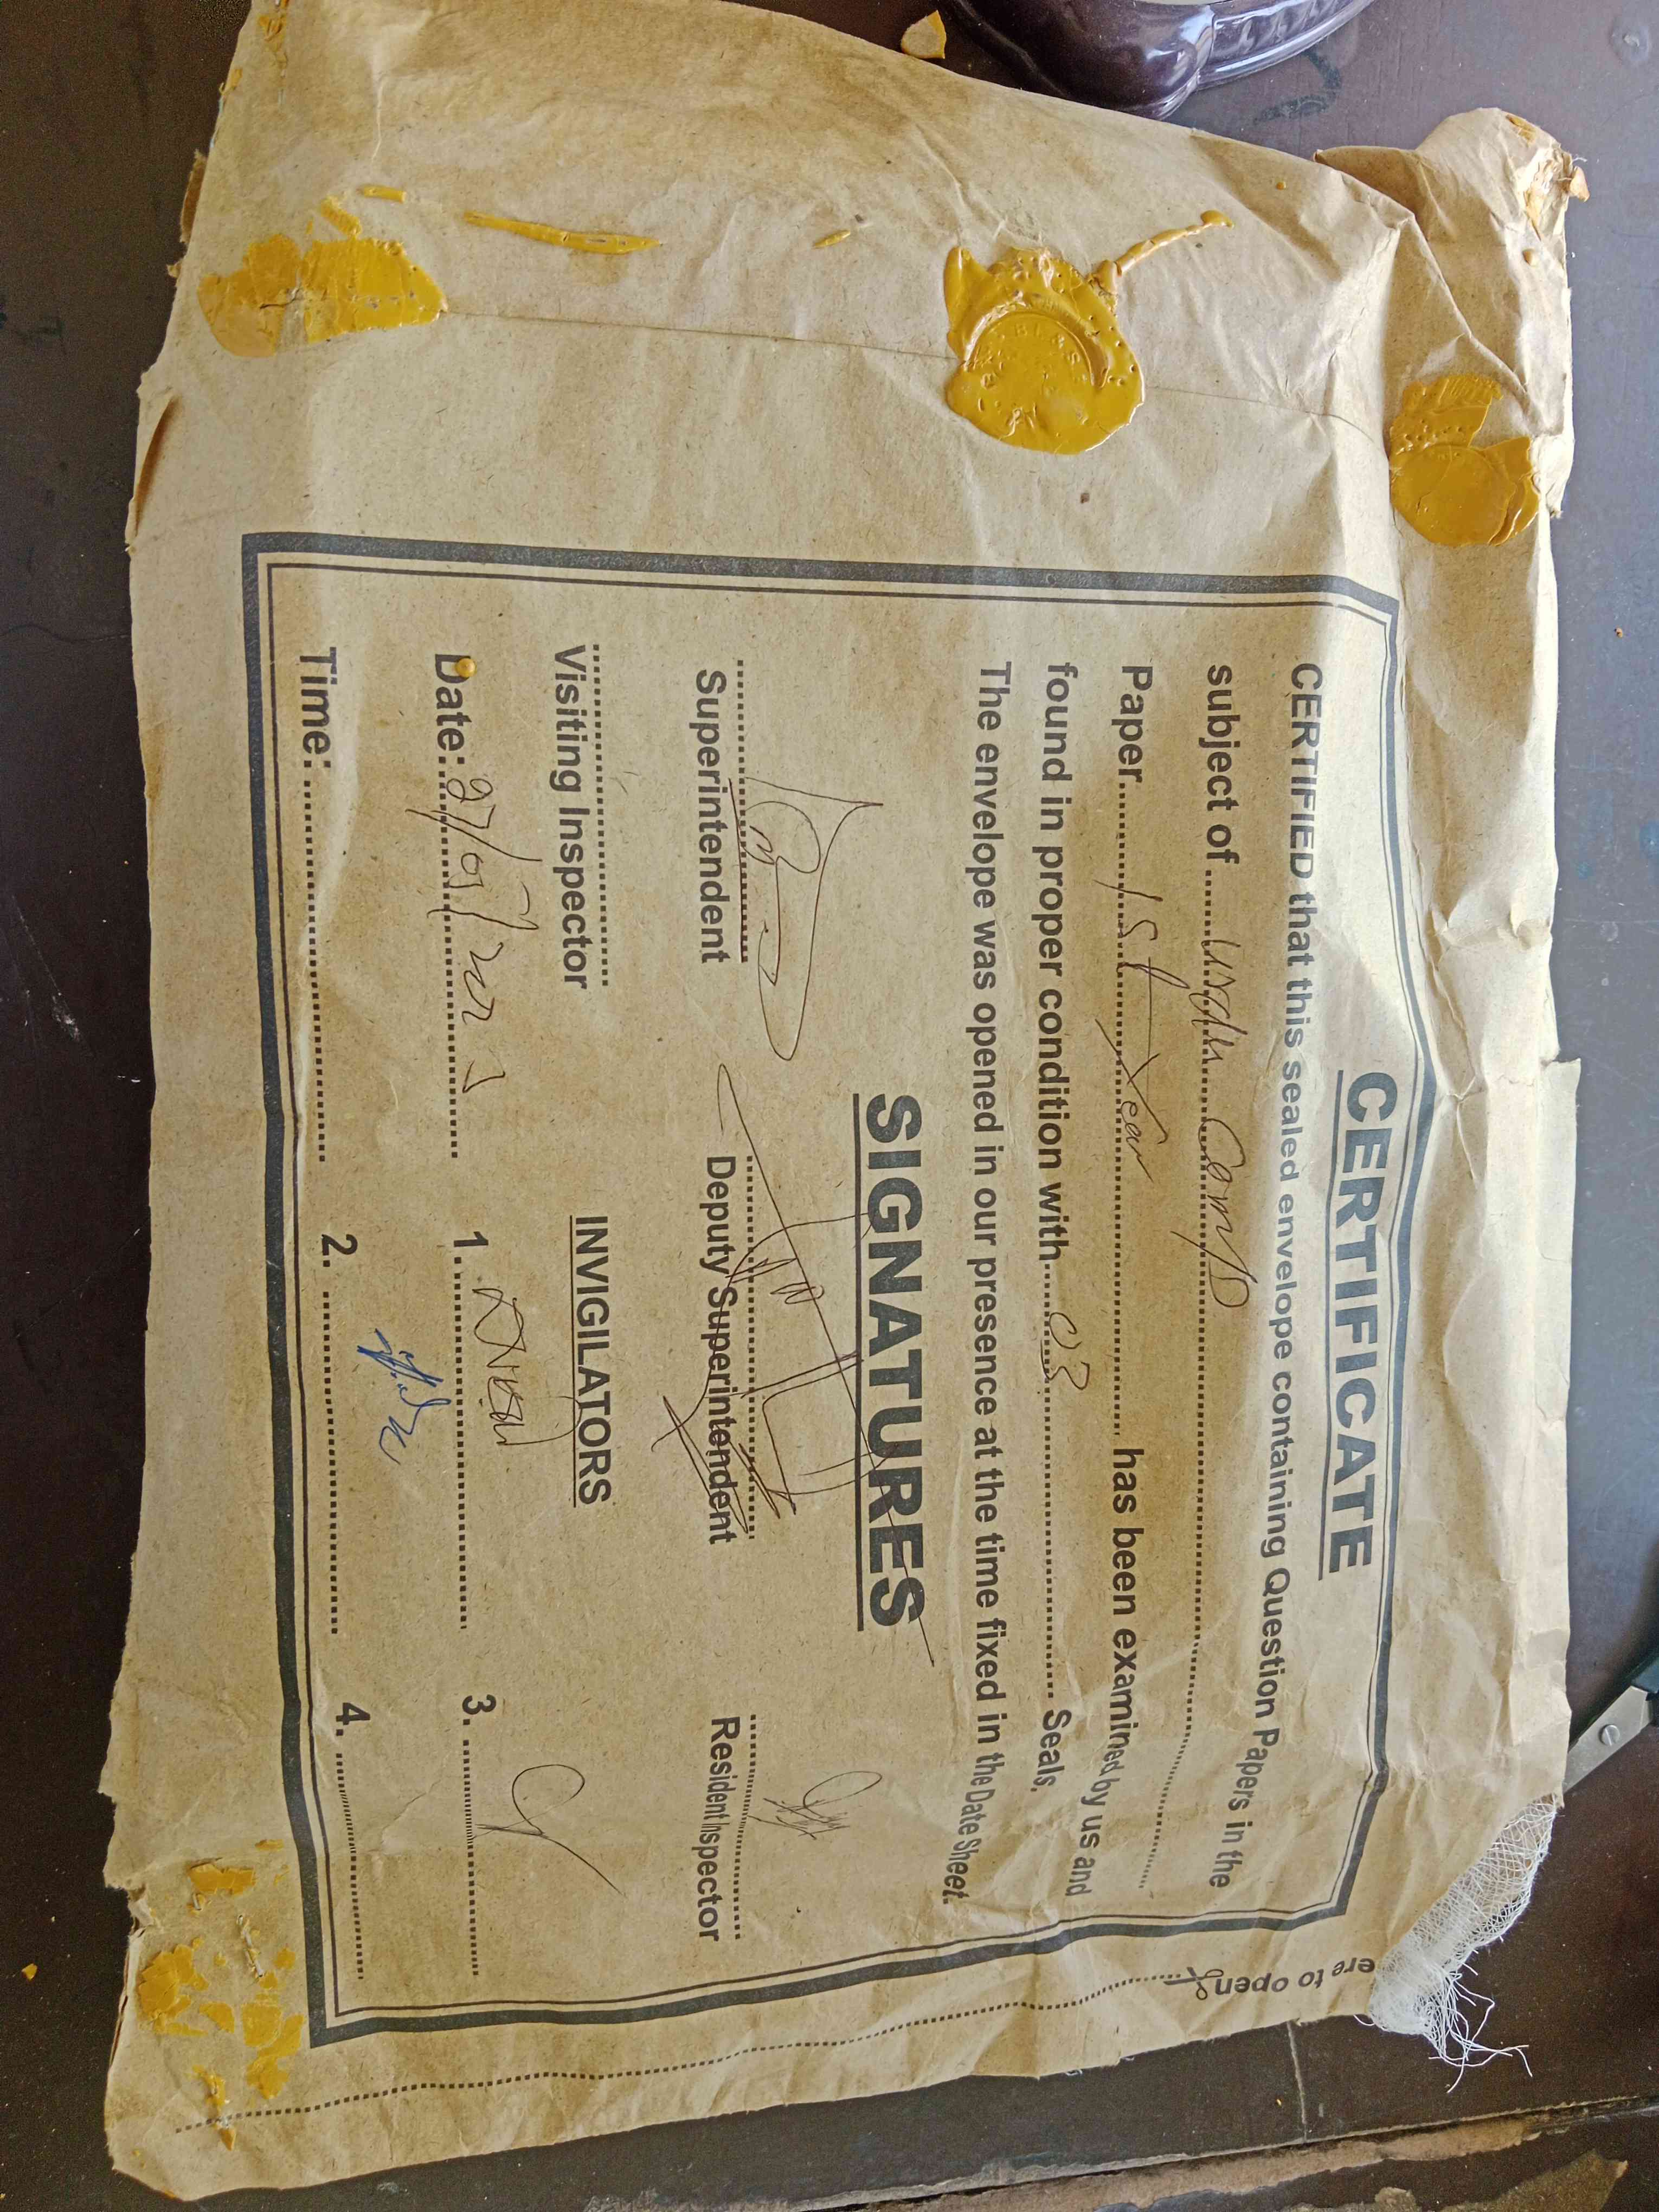 CERTIFICATE
CERTIFIED that this sealed envelope containing Question Papers in the
subject of Urdu Comp
Paper 1st Year has been examined by us and
found in proper condition with 03 Seals.
The envelope was opened in our presence at the time fixed in the Date Sheet.
SIGNATURES
Superintendent
Deputy Superintendent
Resident Inspector
Visiting Inspector
INVIGILATORS
Date:
1.
3.
Time:
2.
4.
ere to open